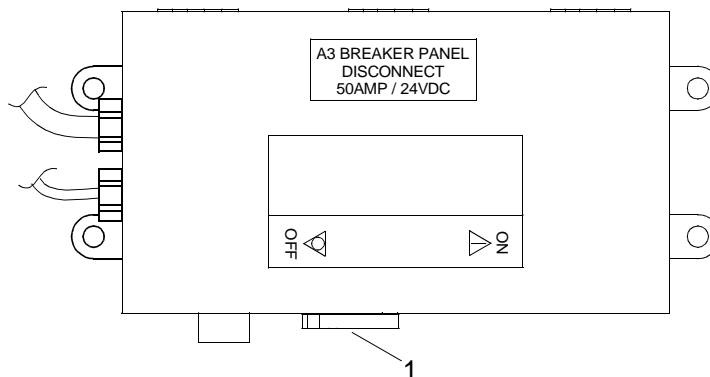 A3 BREAKER PANEL
DISCONNECT
50AMP / 24VDC
OFF
ON
1